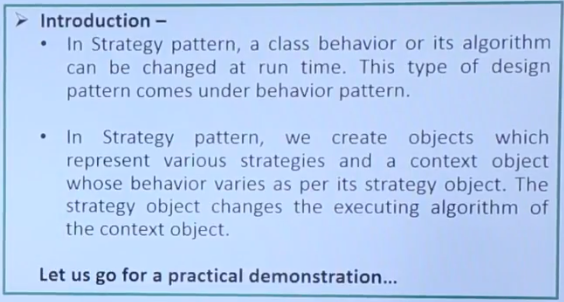 ➤ Introduction –
• In Strategy pattern, a class behavior or its algorithm
can be changed at run time. This type of design
pattern comes under behavior pattern.
• In Strategy pattern, we create objects which
represent various strategies and a context object
whose behavior varies as per its strategy object. The
strategy object changes the executing algorithm of
the context object.
Let us go for a practical demonstration...